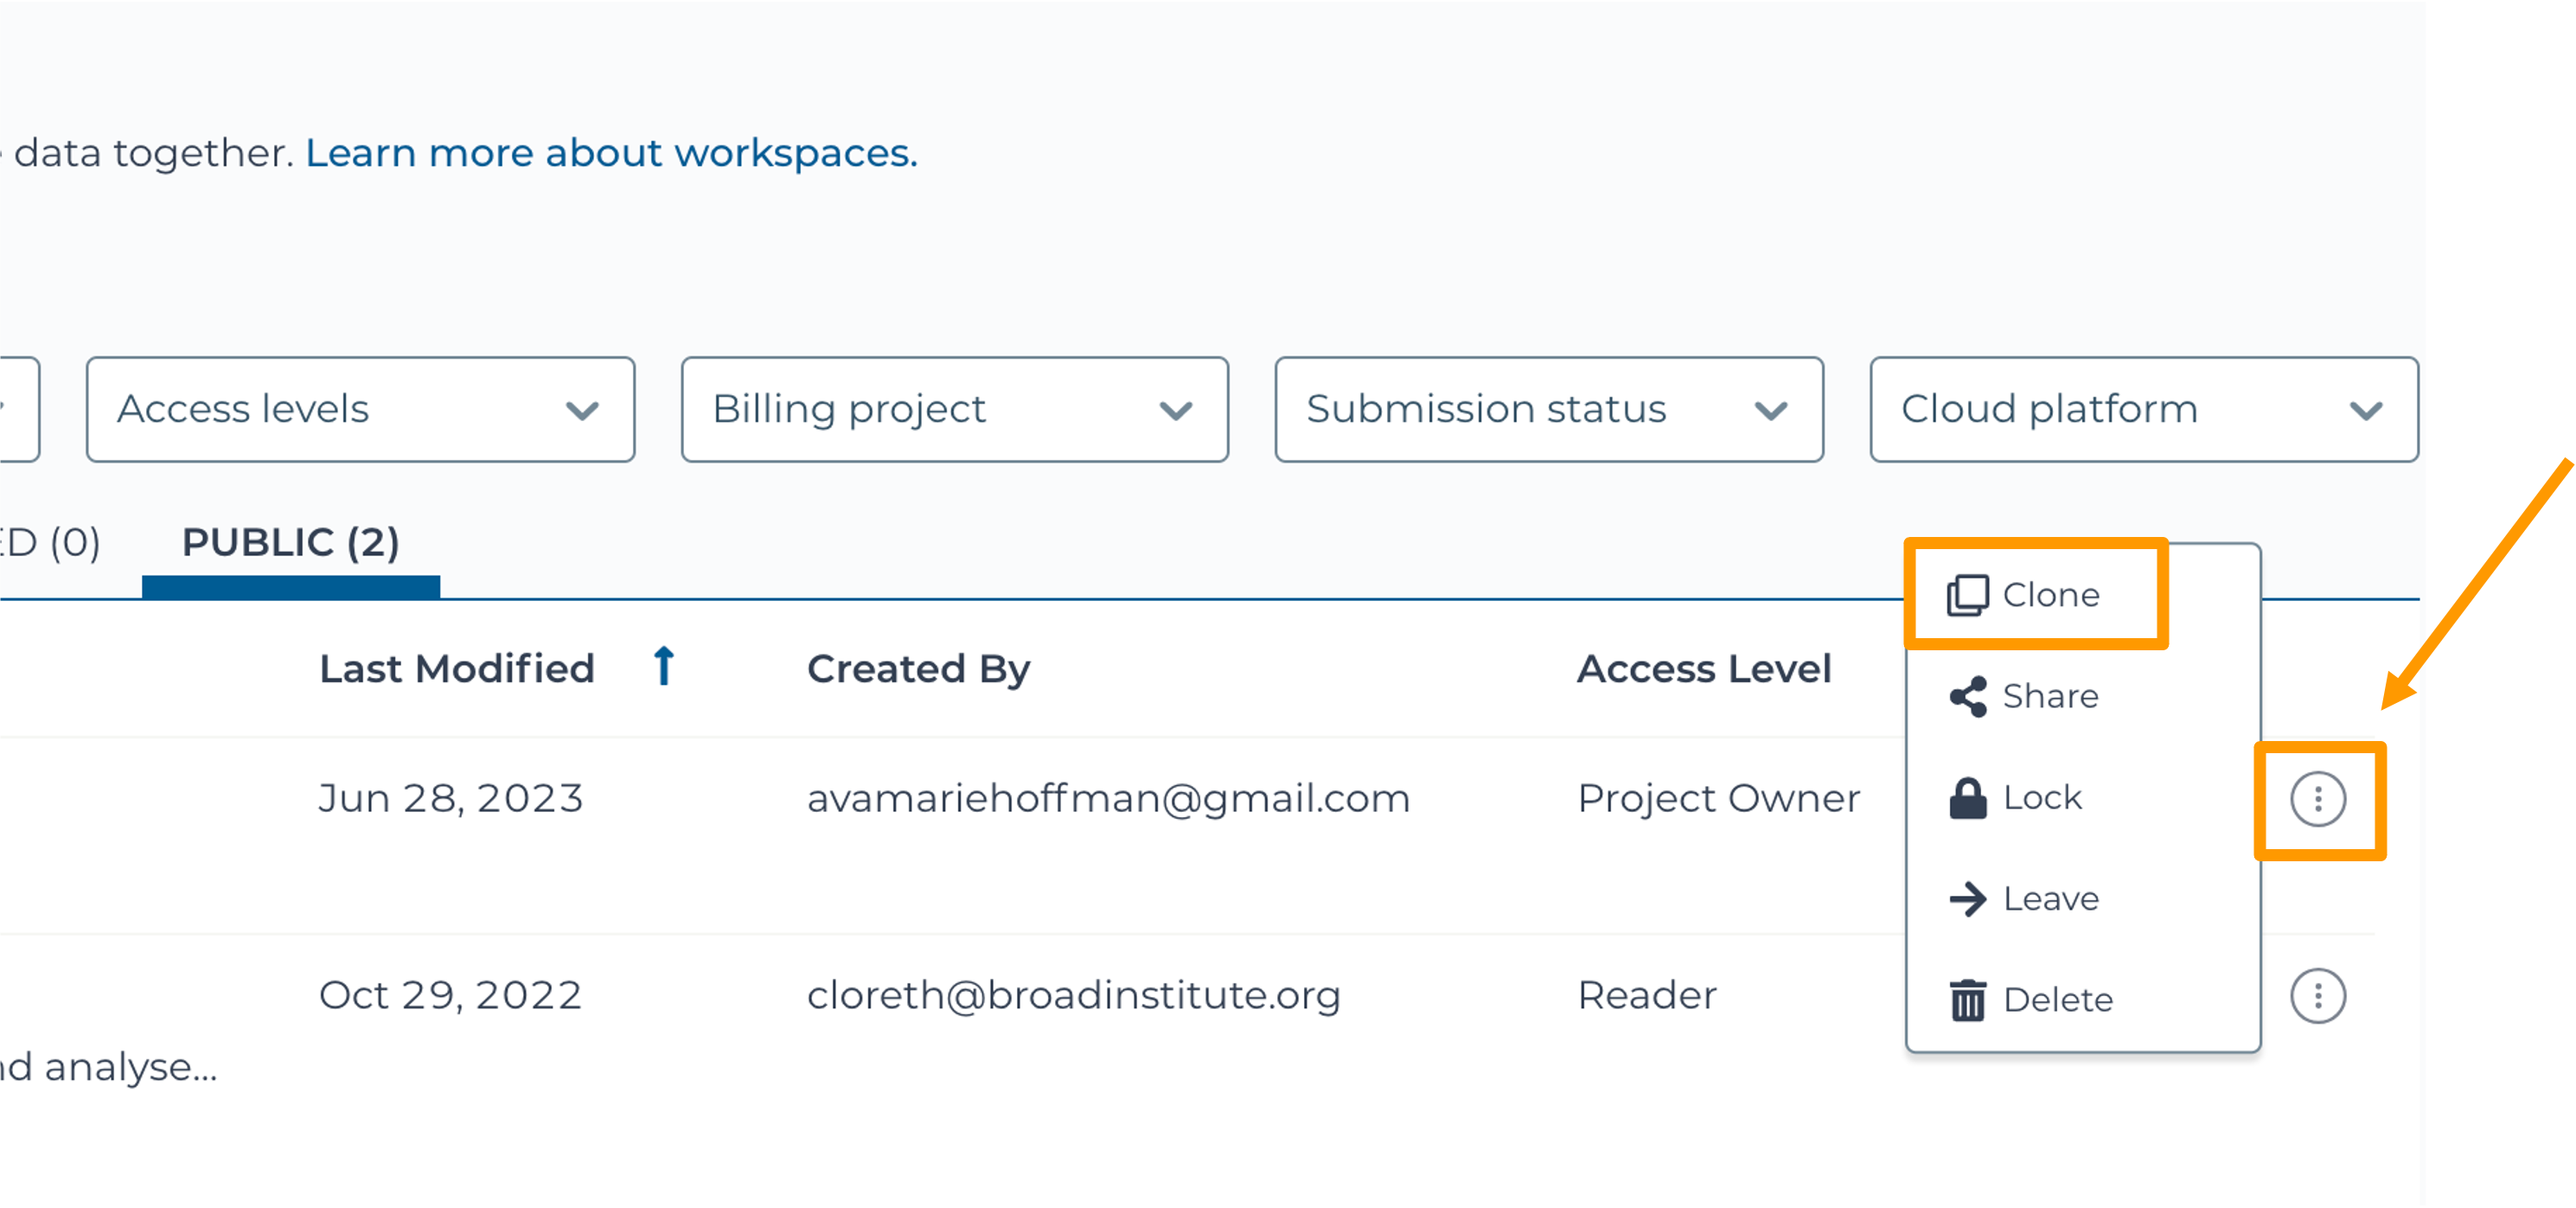 data together. Learn more about workspaces.
Access levels
Billing project
Submission status
Cloud platform
(0)
PUBLIC (2)
Last Modified
Created By
Access Level
Clone
Share
Lock
Leave
Delete
Jun 28, 2023
avamariehoffman@gmail.com
Project Owner
Oct 29, 2022
cloreth@broadinstitute.org
Reader
analyse...